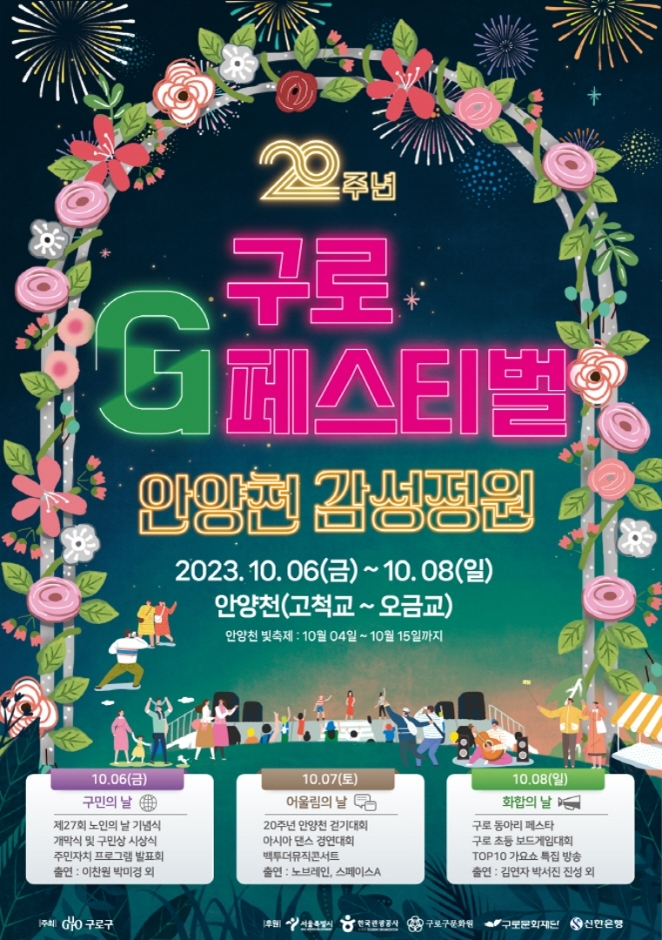 20주년
구로
G 페스티벌
안양천 감성정원
2023. 10. 06(금) ~ 10. 08(일)
안양천(고척교 ~ 오금교)
안양천 빛축제 : 10월 04일 ~ 10월 15일까지
10.06(금)
구민의 날
제27회 노인의 날 기념식
개막식 및 구민상 시상식
주민자치 프로그램 발표회
출연 : 이찬원 박미경 외
10.07(토)
어울림의 날
20주년 안양천 걷기대회
아시아 댄스 경연대회
백투더뮤직콘서트
출연 : 노브레인, 스페이스A
10.08(일)
화합의 날
구로 동아리 페스타
구로 초등 보드게임대회
TOP10 가요쇼 특집 방송
출연 : 김연자 박서진 진성 외
|주최| 구로구
|후원| 서울특별시 한국관광공사 구로구문화원 구로문화재단 신한은행